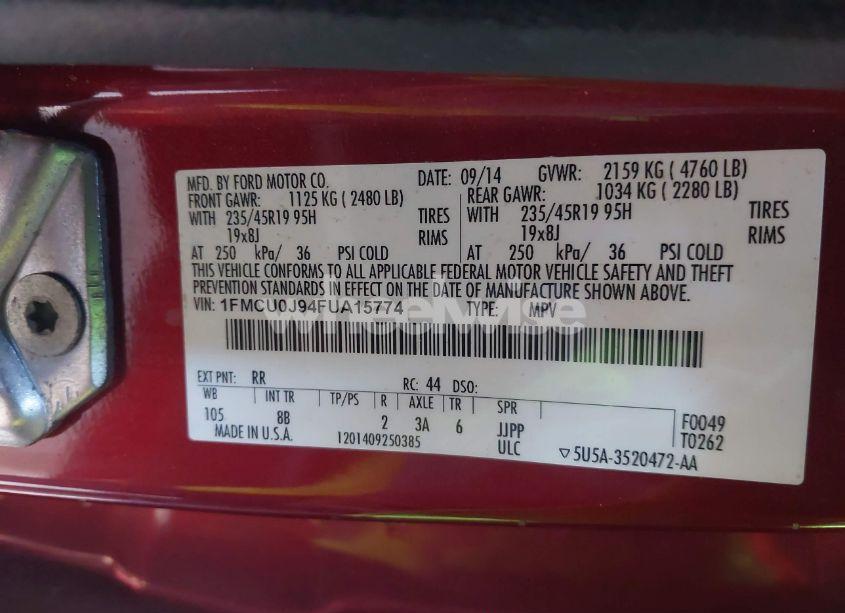 MFD. BY FORD MOTOR CO. DATE: 09/14 GVWR: 2159 KG ( 4760 LB)
FRONT GAWR: 1125 KG ( 2480 LB) REAR GAWR: 1034 KG ( 2280 LB)
WITH 235/45R19 95H TIRES WITH 235/45R19 95H TIRES
19x8J RIMS 19x8J RIMS
AT 250 kPa/ 36 PSI COLD AT 250 kPa/ 36 PSI COLD
THIS VEHICLE CONFORMS TO ALL APPLICABLE FEDERAL MOTOR VEHICLE SAFETY AND THEFT
PREVENTION STANDARDS IN EFFECT ON THE DATE OF MANUFACTURE SHOWN ABOVE.
VIN: 1FMCU0J94FUA15774 TYPE: MPV
wheelwise
EXT PNT: RR RC: 44 DSO:
WB INT TR TP/PS R AXLE TR SPR
105 8B 2 3A 6 JJPP F0049
MADE IN U.S.A. 1201409250385 ULC ▽5U5A-3520472-AA T0262